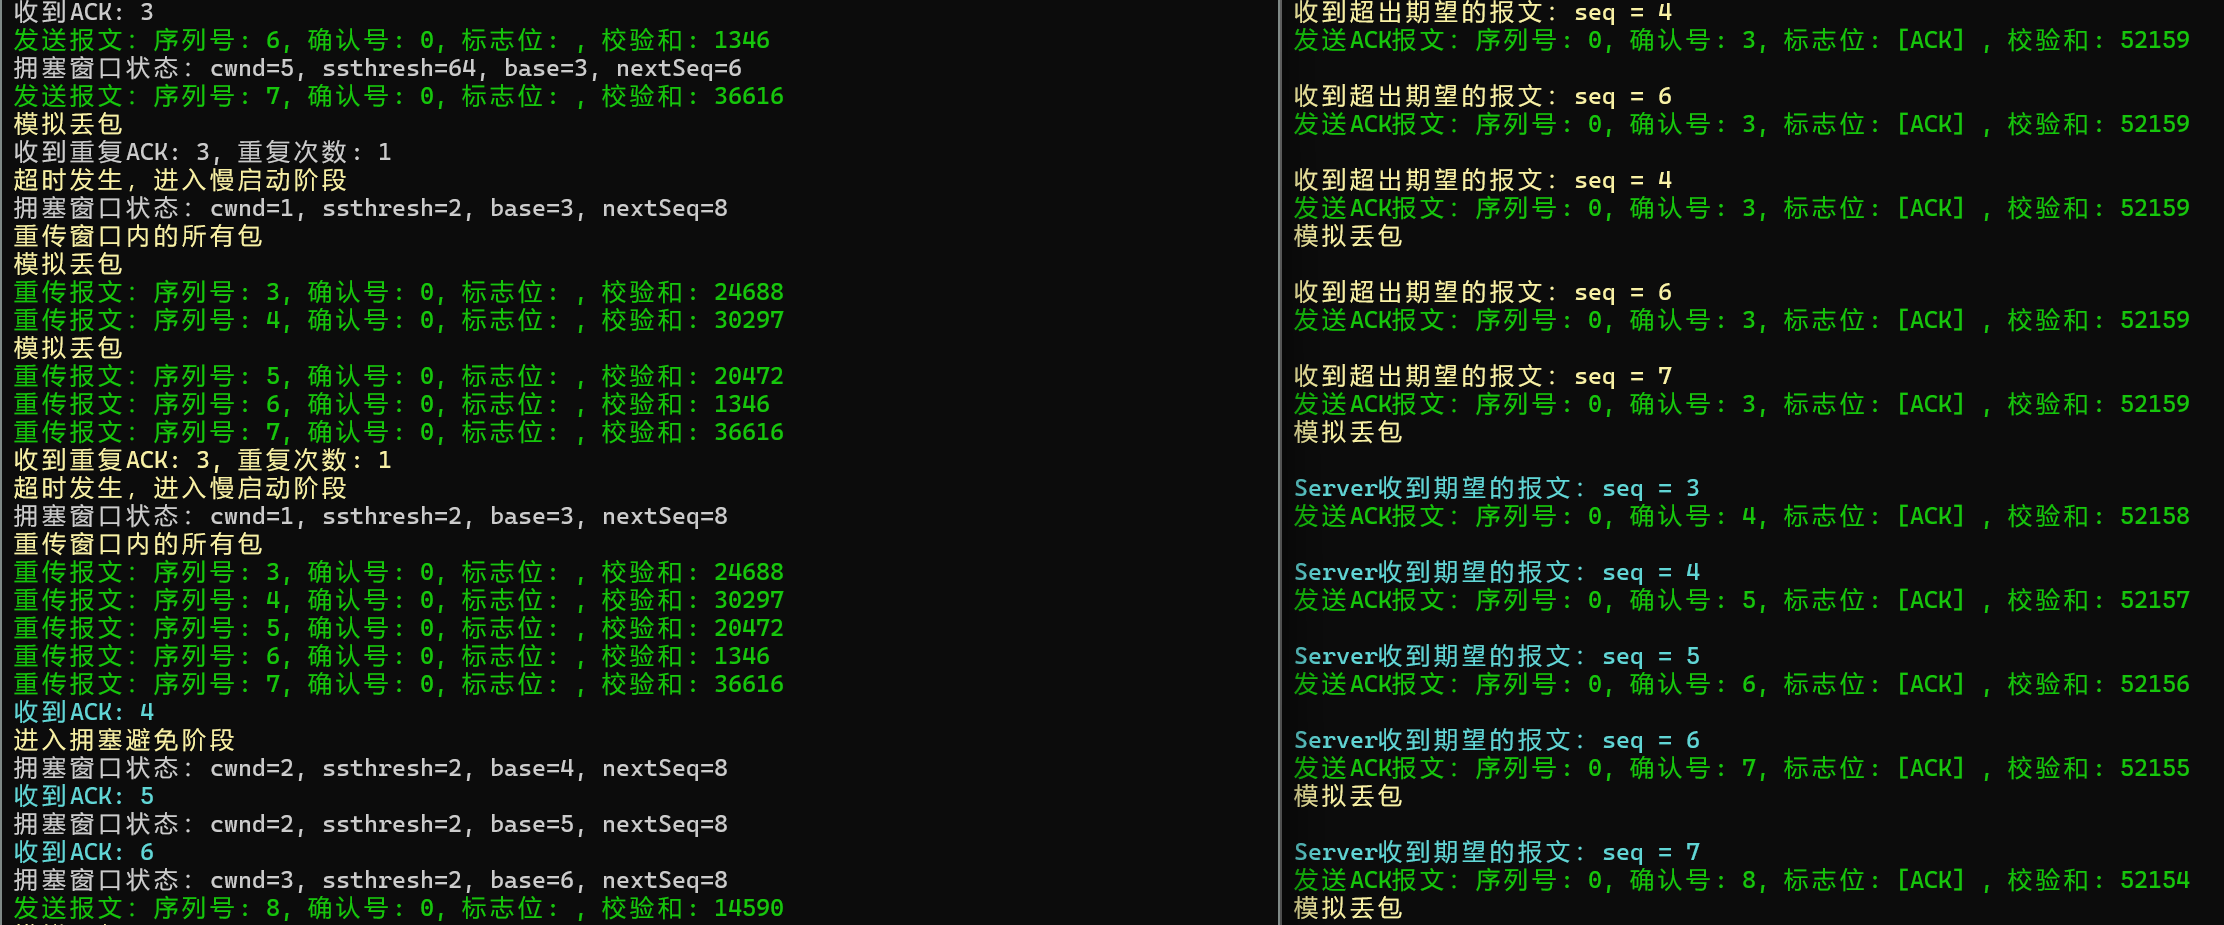 收到ACK: 3
发送报文: 序列号: 6, 确认号: 0, 标志位: , 校验和: 1346
拥塞窗口状态: cwnd=5, ssthresh=64, base=3, nextSeq=6
发送报文: 序列号: 7, 确认号: 0, 标志位: , 校验和: 36616
模拟丢包
收到重复ACK: 3, 重复次数: 1
超时发生, 进入慢启动阶段
拥塞窗口状态: cwnd=1, ssthresh=2, base=3, nextSeq=8
重传窗口内的所有包
模拟丢包
重传报文: 序列号: 3, 确认号: 0, 标志位: , 校验和: 24688
重传报文: 序列号: 4, 确认号: 0, 标志位: , 校验和: 30297
模拟丢包
重传报文: 序列号: 5, 确认号: 0, 标志位: , 校验和: 20472
重传报文: 序列号: 6, 确认号: 0, 标志位: , 校验和: 1346
重传报文: 序列号: 7, 确认号: 0, 标志位: , 校验和: 36616
收到重复ACK: 3, 重复次数: 1
超时发生, 进入慢启动阶段
拥塞窗口状态: cwnd=1, ssthresh=2, base=3, nextSeq=8
重传窗口内的所有包
重传报文: 序列号: 3, 确认号: 0, 标志位: , 校验和: 24688
重传报文: 序列号: 4, 确认号: 0, 标志位: , 校验和: 30297
重传报文: 序列号: 5, 确认号: 0, 标志位: , 校验和: 20472
重传报文: 序列号: 6, 确认号: 0, 标志位: , 校验和: 1346
重传报文: 序列号: 7, 确认号: 0, 标志位: , 校验和: 36616
收到ACK: 4
进入拥塞避免阶段
拥塞窗口状态: cwnd=2, ssthresh=2, base=4, nextSeq=8
收到ACK: 5
拥塞窗口状态: cwnd=2, ssthresh=2, base=5, nextSeq=8
收到ACK: 6
拥塞窗口状态: cwnd=3, ssthresh=2, base=6, nextSeq=8
发送报文: 序列号: 8, 确认号: 0, 标志位: , 校验和: 14590
收到超出期望的报文: seq = 4
发送ACK报文: 序列号: 0, 确认号: 3, 标志位: [ACK] , 校验和: 52159
收到超出期望的报文: seq = 6
发送ACK报文: 序列号: 0, 确认号: 3, 标志位: [ACK] , 校验和: 52159
收到超出期望的报文: seq = 4
发送ACK报文: 序列号: 0, 确认号: 3, 标志位: [ACK] , 校验和: 52159
模拟丢包
收到超出期望的报文: seq = 6
发送ACK报文: 序列号: 0, 确认号: 3, 标志位: [ACK] , 校验和: 52159
收到超出期望的报文: seq = 7
发送ACK报文: 序列号: 0, 确认号: 3, 标志位: [ACK] , 校验和: 52159
模拟丢包
Server收到期望的报文: seq = 3
发送ACK报文: 序列号: 0, 确认号: 4, 标志位: [ACK] , 校验和: 52158
Server收到期望的报文: seq = 4
发送ACK报文: 序列号: 0, 确认号: 5, 标志位: [ACK] , 校验和: 52157
Server收到期望的报文: seq = 5
发送ACK报文: 序列号: 0, 确认号: 6, 标志位: [ACK] , 校验和: 52156
Server收到期望的报文: seq = 6
发送ACK报文: 序列号: 0, 确认号: 7, 标志位: [ACK] , 校验和: 52155
模拟丢包
Server收到期望的报文: seq = 7
发送ACK报文: 序列号: 0, 确认号: 8, 标志位: [ACK] , 校验和: 52154
模拟丢包